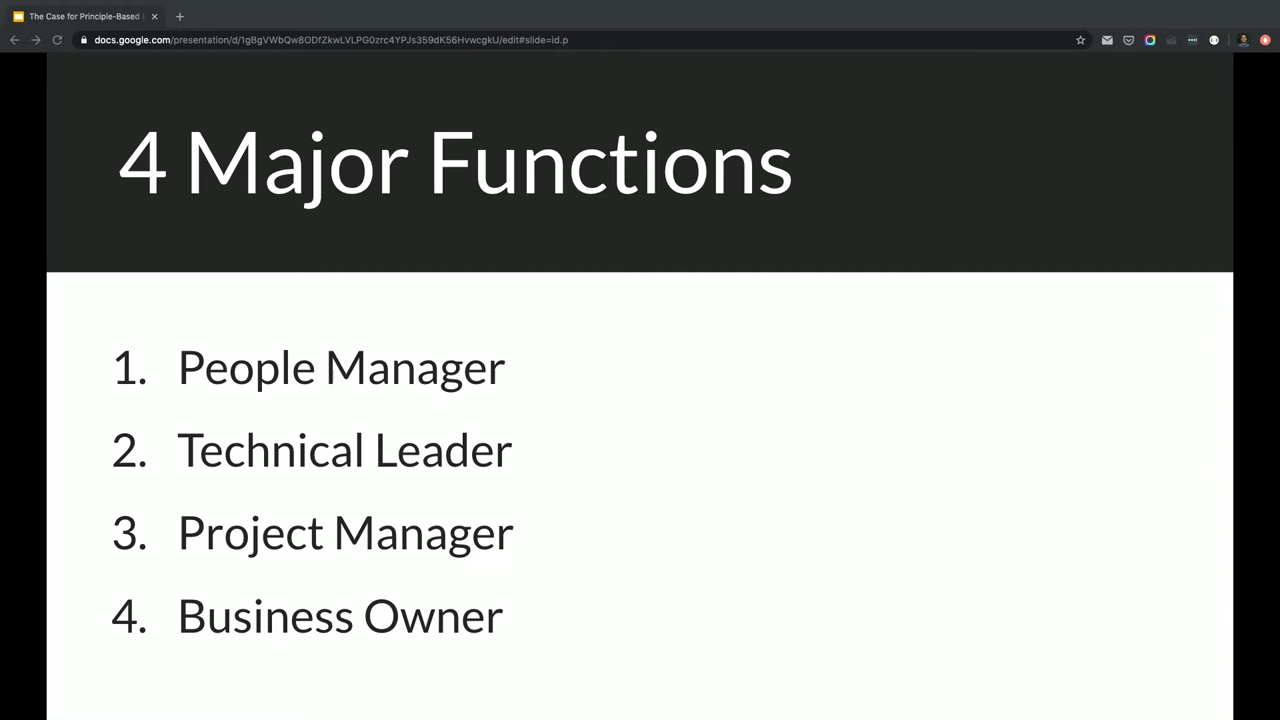 The Case for Principle-Based
docs.google.com/presentation/d/1gBgVWbQw8ODfZkwLVLPG0zrc4YPJs359dK56HvwcgkU/edit#slide=id.p
4 Major Functions
1. People Manager
2. Technical Leader
3. Project Manager
4. Business Owner